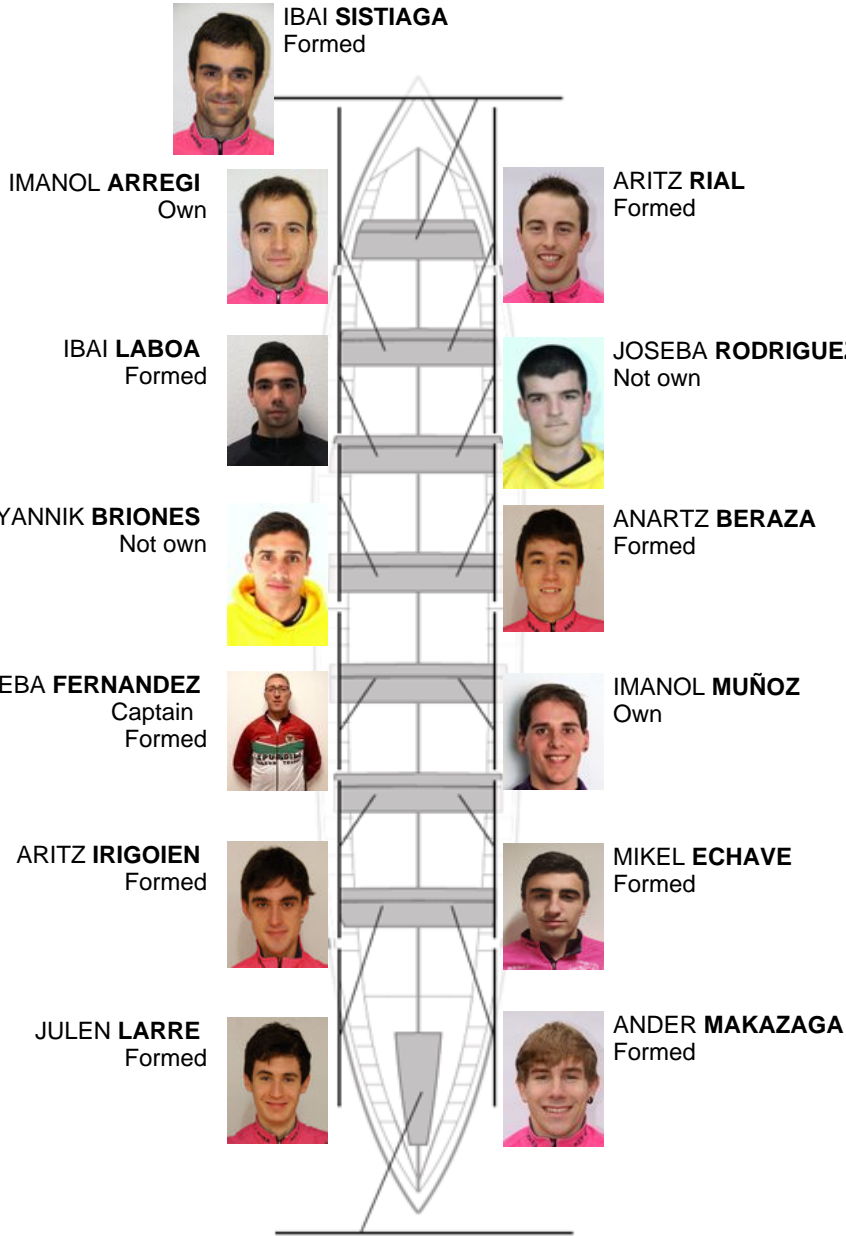 IBAI SISTIAGA
Formed
IMANOL ARREGI
Own
ARITZ RIAL
Formed
IBAI LABOA
Formed
JOSEBA RODRIGUEZ
Not own
YANNIK BRIONES
Not own
ANARTZ BERAZA
Formed
EBA FERNANDEZ
Captain
Formed
IMANOL MUÑOZ
Own
ARITZ IRIGOIEN
Formed
MIKEL ECHAVE
Formed
JULEN LARRE
Formed
ANDER MAKAZAGA
Formed